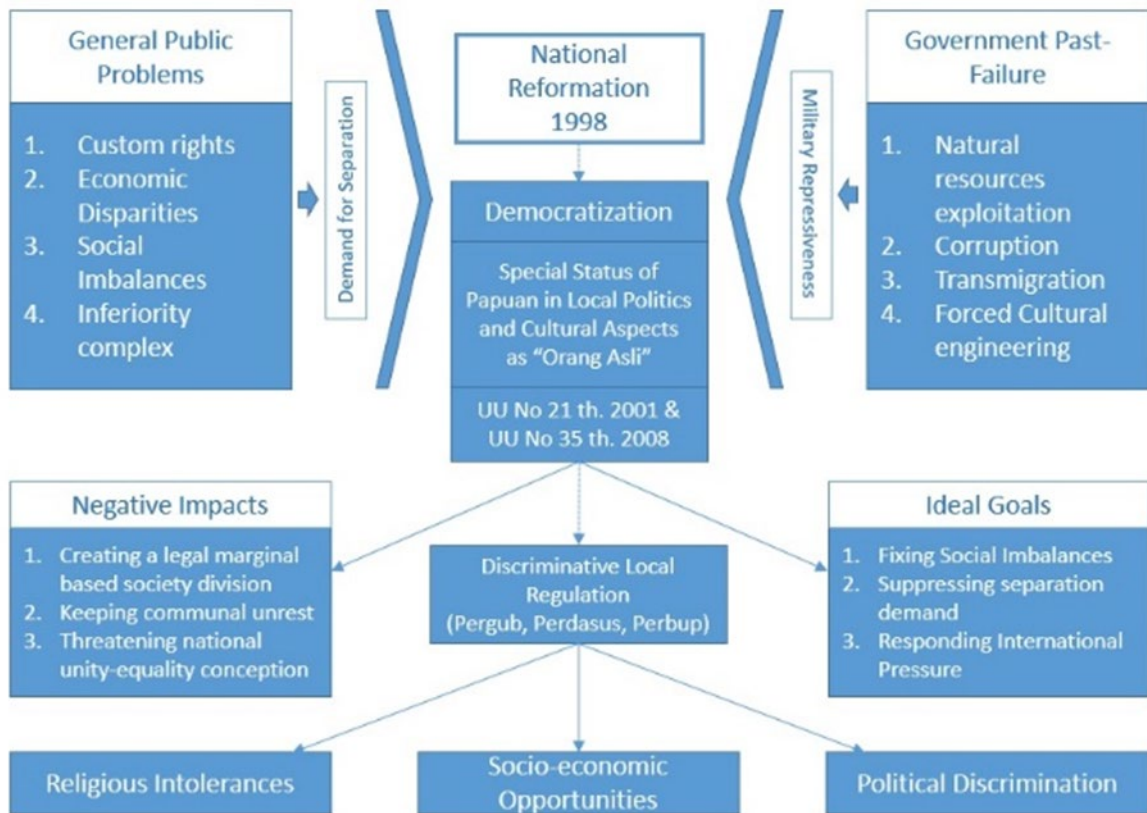 General Public
Problems
1. Custom rights
2. Economic
Disparities
3. Social
Imbalances
4. Inferiority
complex
Demand for Separation
National
Reformation
1998
Democratization
Special Status of
Papuan in Local Politics
and Cultural Aspects
as “Orang Asli”
UU No 21 th. 2001 &
UU No 35 th. 2008
Military Repressiveness
Government Past-
Failure
1. Natural
resources
exploitation
2. Corruption
3. Transmigration
4. Forced Cultural
engineering
Negative Impacts
1. Creating a legal marginal
based society division
2. Keeping communal unrest
3. Threatening national
unity-equality conception
Discriminative Local
Regulation
(Pergub, Perdasus, Perbup)
Ideal Goals
1. Fixing Social Imbalances
2. Suppressing separation
demand
3. Responding International
Pressure
Religious Intolerances
Socio-economic
Opportunities
Political Discrimination